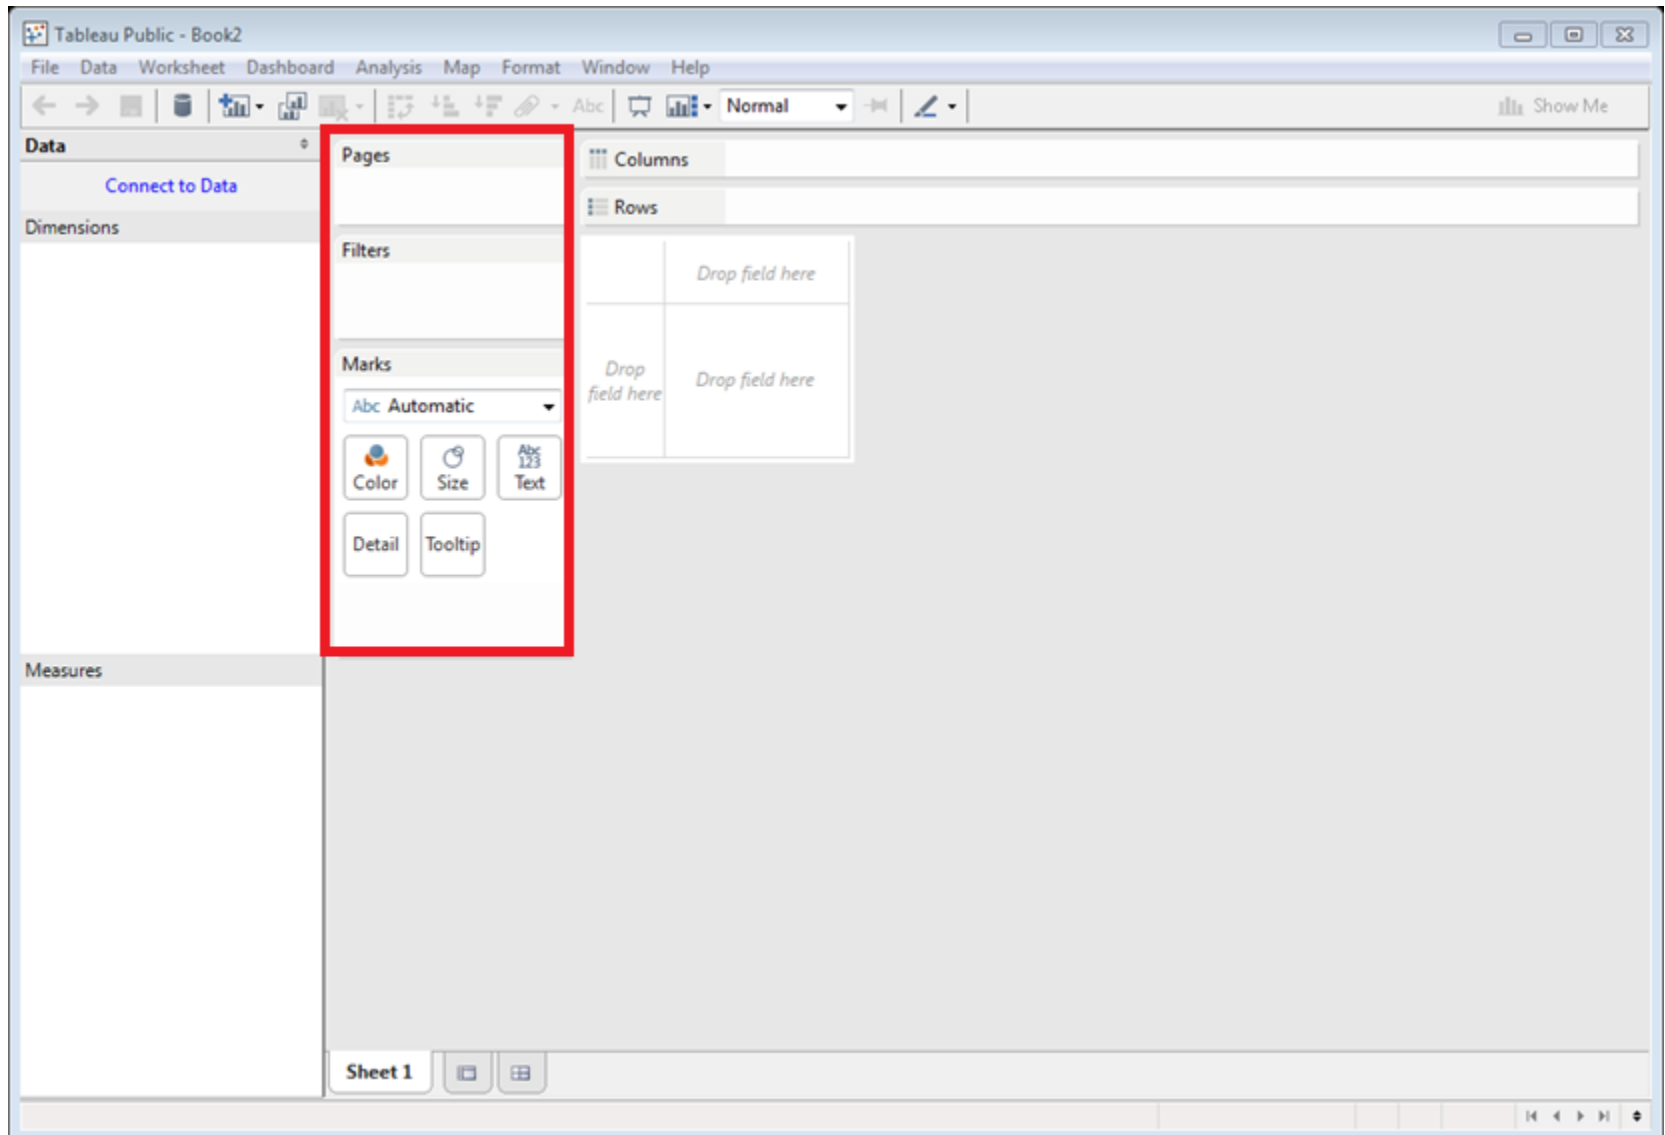 Tableau Public - Book2
File Data Worksheet Dashboard Analysis Map Format Window Help
Abc Normal Show Me
Data
Connect to Data
Dimensions
Measures
Pages
Filters
Marks
Abc Automatic
Color
Size
Abc
123
Text
Detail
Tooltip
Columns
Rows
Drop field here
Drop
field here
Drop field here
Sheet 1